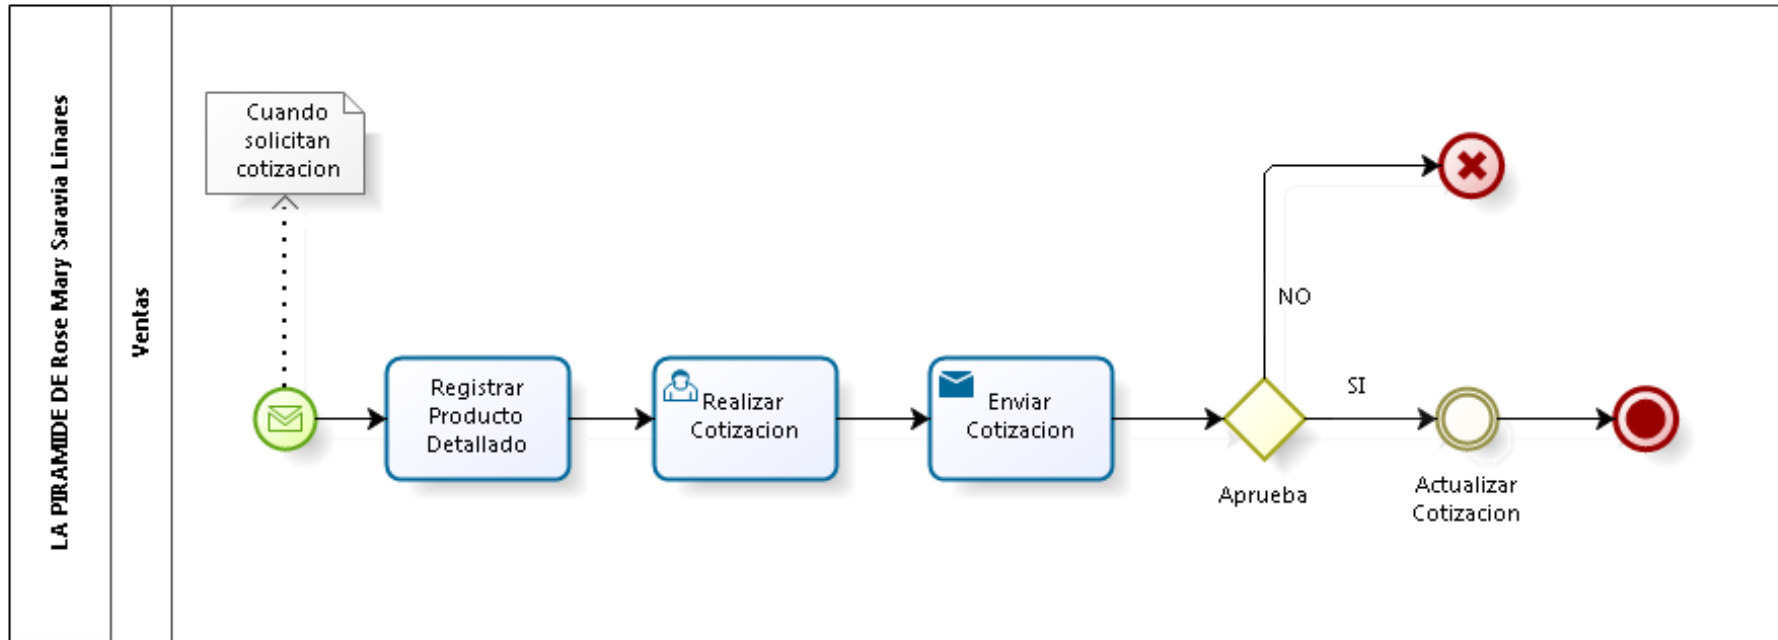 LA PIRAMIDE DE Rose Mary Saravia Linares
Ventas
Cuando
solicitan
cotizacion
Registrar
Producto
Detallado
Realizar
Cotizacion
Enviar
Cotizacion
Aprueba
NO
SI
Actualizar
Cotizacion